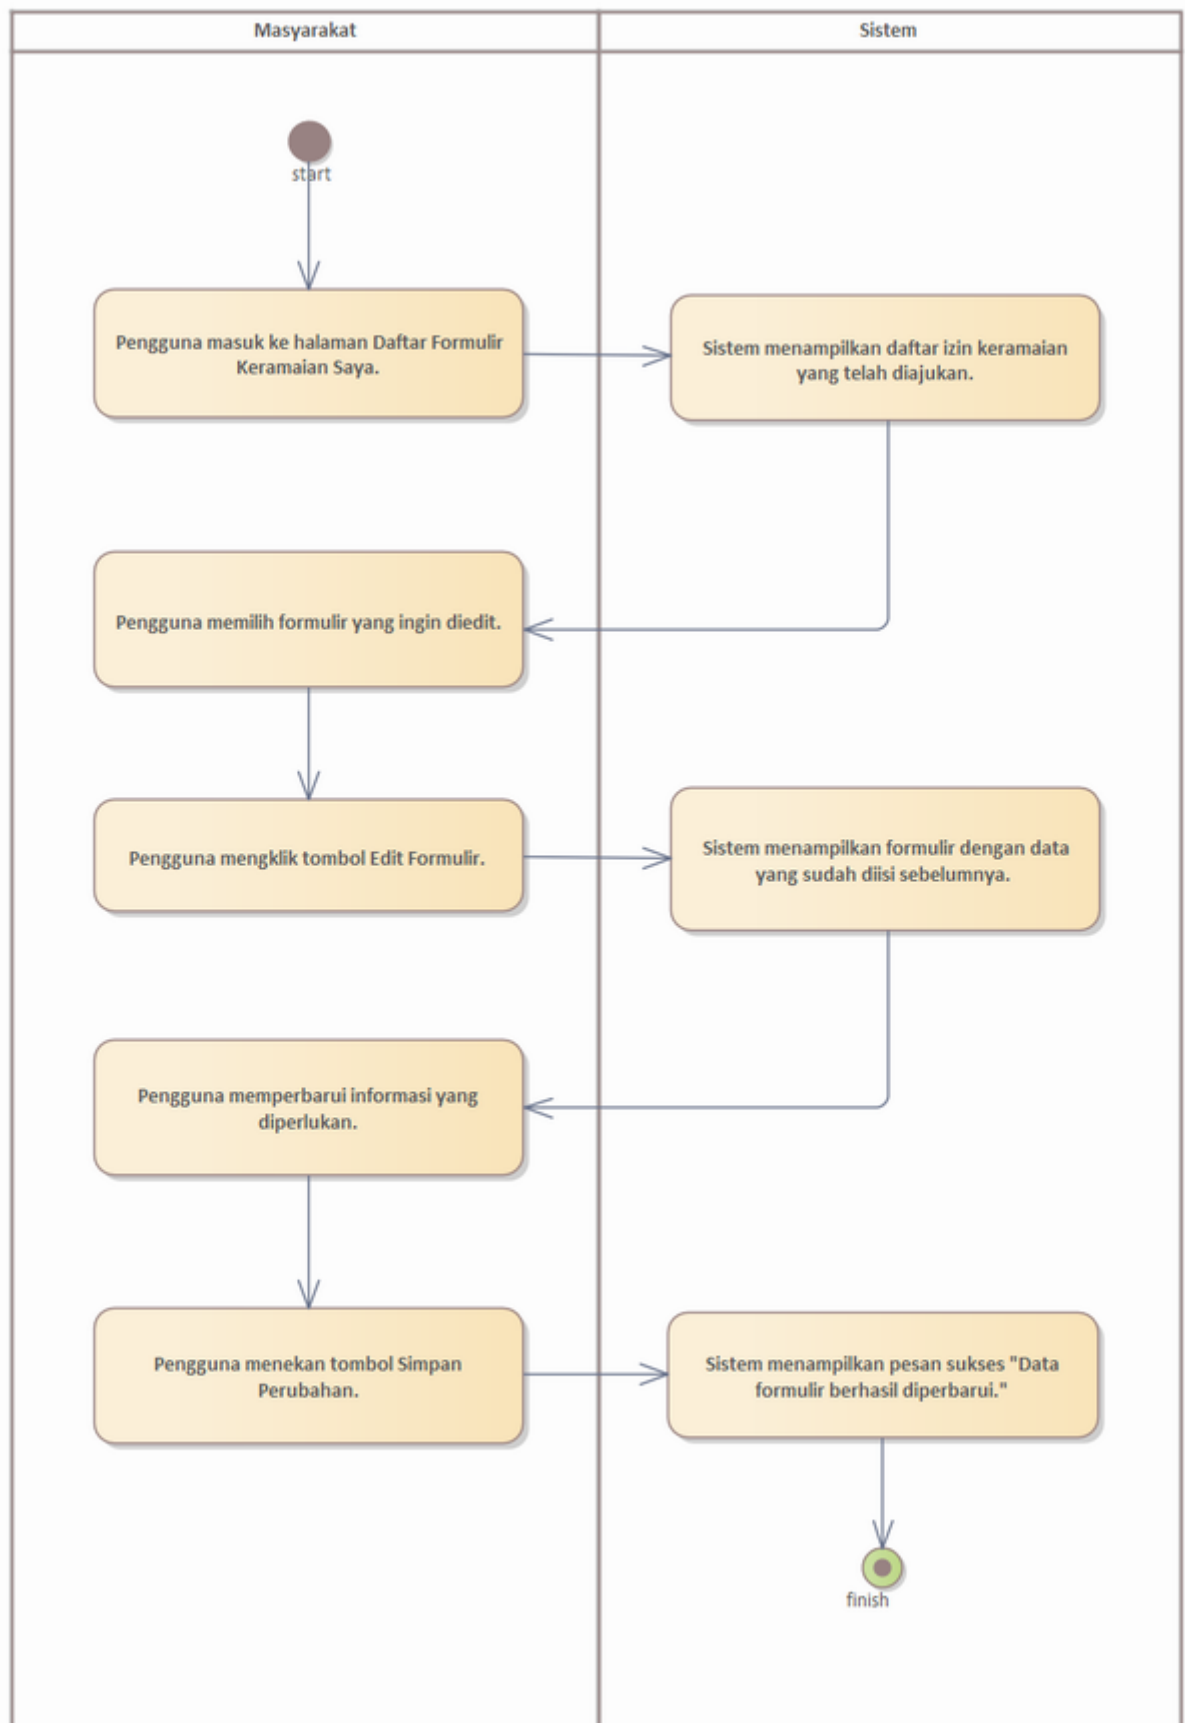 Masyarakat
Sistem
start
Pengguna masuk ke halaman Daftar Formulir
Keramaian Saya.
Sistem menampilkan daftar izin keramaian
yang telah diajukan.
Pengguna memilih formulir yang ingin diedit.
Pengguna mengklik tombol Edit Formulir.
Sistem menampilkan formulir dengan data
yang sudah diisi sebelumnya.
Pengguna memperbarui informasi yang
diperlukan.
Pengguna menekan tombol Simpan
Perubahan.
Sistem menampilkan pesan sukses "Data
formulir berhasil diperbarui."
finish